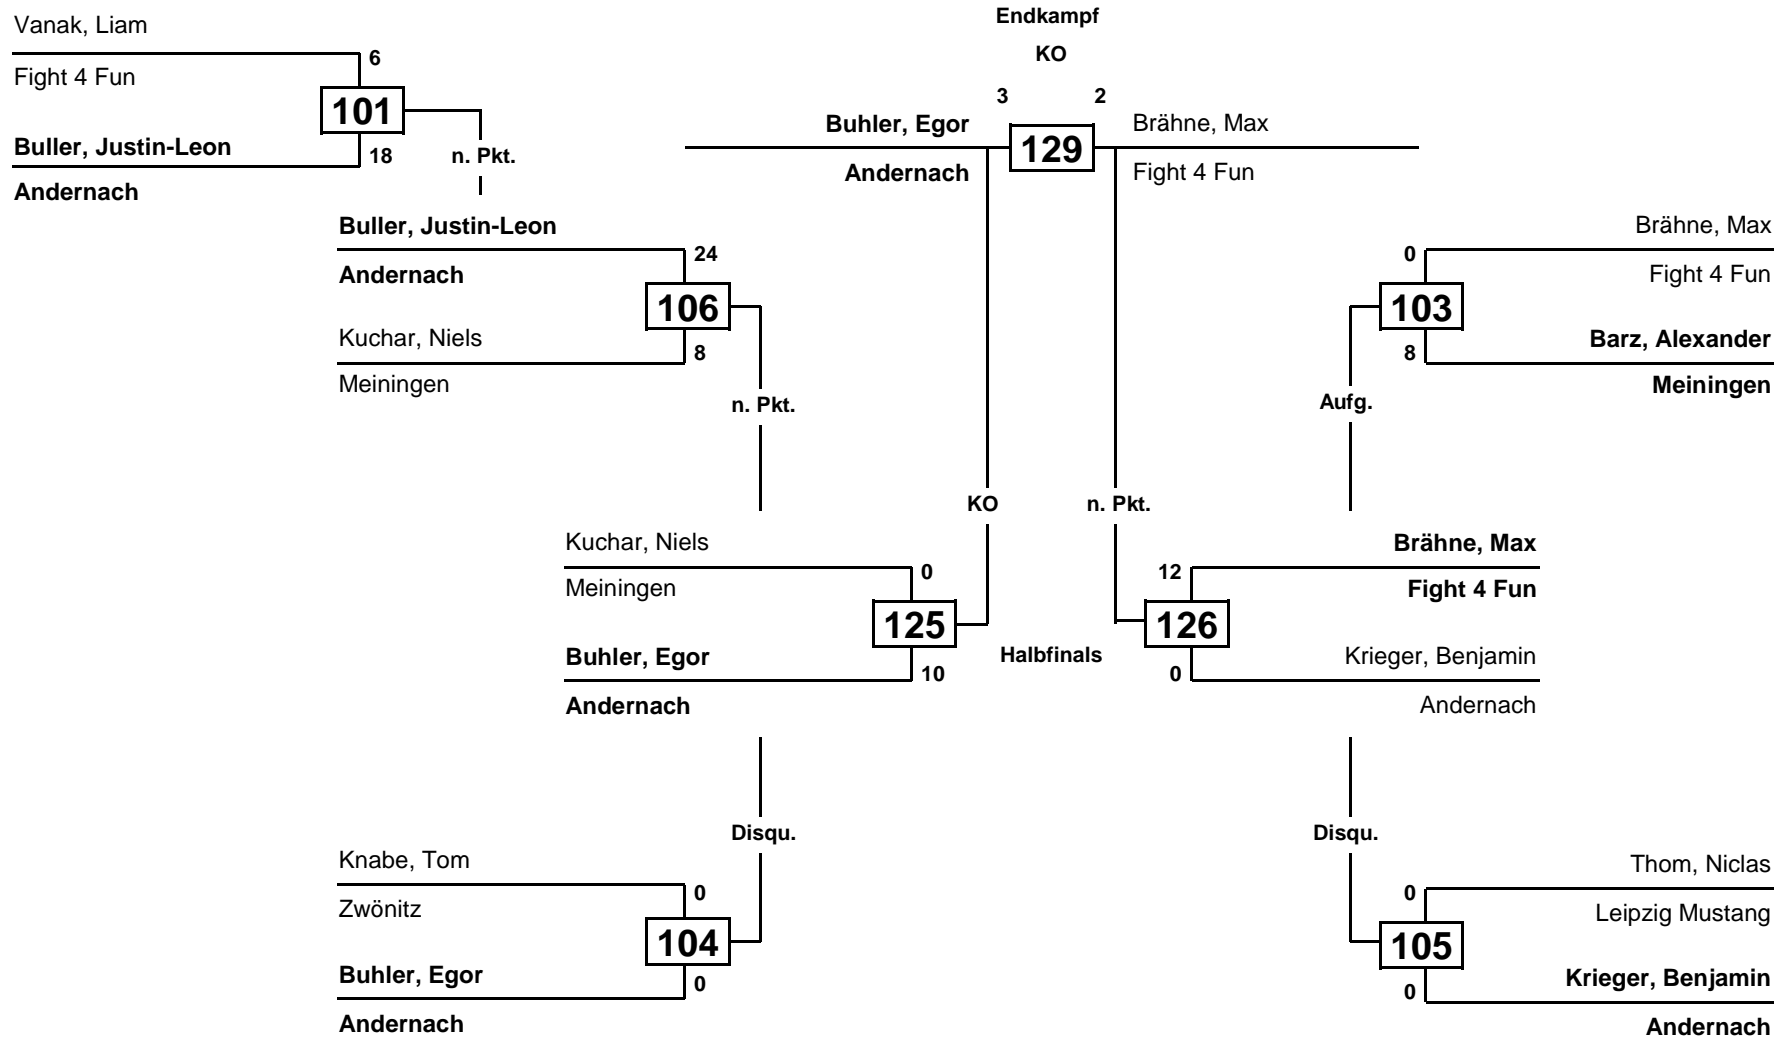 Vanak, Liam
6
Fight 4 Fun
101
Buller, Justin-Leon
18
n. Pkt.
Andernach
Endkampf
KO
3
2
Buhler, Egor
Brähne, Max
129
Andernach
Fight 4 Fun
Buller, Justin-Leon
24
Andernach
106
Kuchar, Niels
8
Meiningen
n. Pkt.
Brähne, Max
0
Fight 4 Fun
103
Barz, Alexander
8
Meiningen
Aufg.
KO
n. Pkt.
Kuchar, Niels
0
Meiningen
125
Buhler, Egor
10
Andernach
Halbfinals
Brähne, Max
12
Fight 4 Fun
126
Krieger, Benjamin
0
Andernach
Disqu.
Knabe, Tom
0
Zwönitz
104
Buhler, Egor
0
Andernach
Disqu.
Thom, Niclas
0
Leipzig Mustang
105
Krieger, Benjamin
0
Andernach